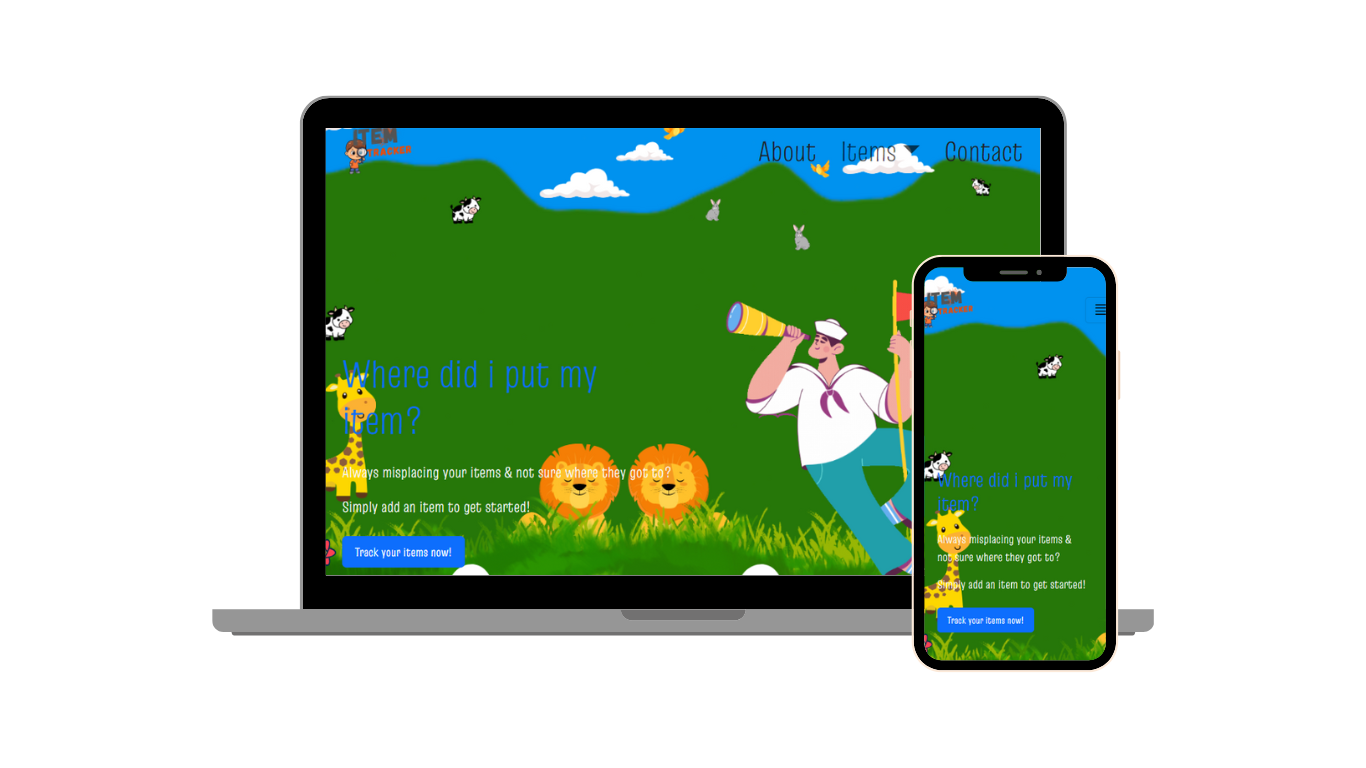 ITEM
TRACKER
About Items Contact
Where did i put my
item?
Always misplacing your items & not sure where they got to?
Simply add an item to get started!
Track your items now!
ITEM
TRACKER
Where did i put my
item?
Always misplacing your items &
not sure where they got to?
Simply add an item to get started!
Track your items now!